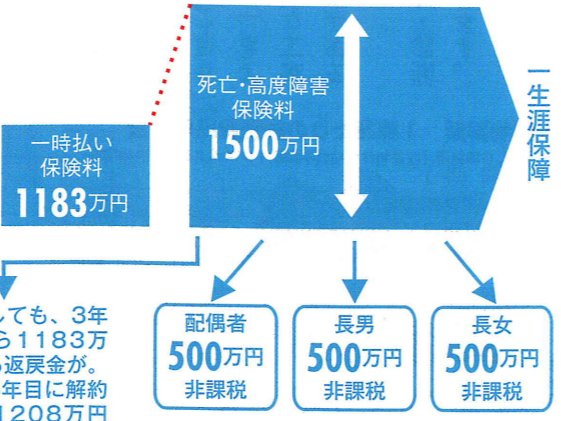 死亡・高度障害
保険料
1500万円
一生涯保障
一時払い
保険料
1183万円
しても、3年
ら1183万
返戻金が。
年目に解約
1208万円
配偶者
500万円
非課税
長男
500万円
非課税
長女
500万円
非課税